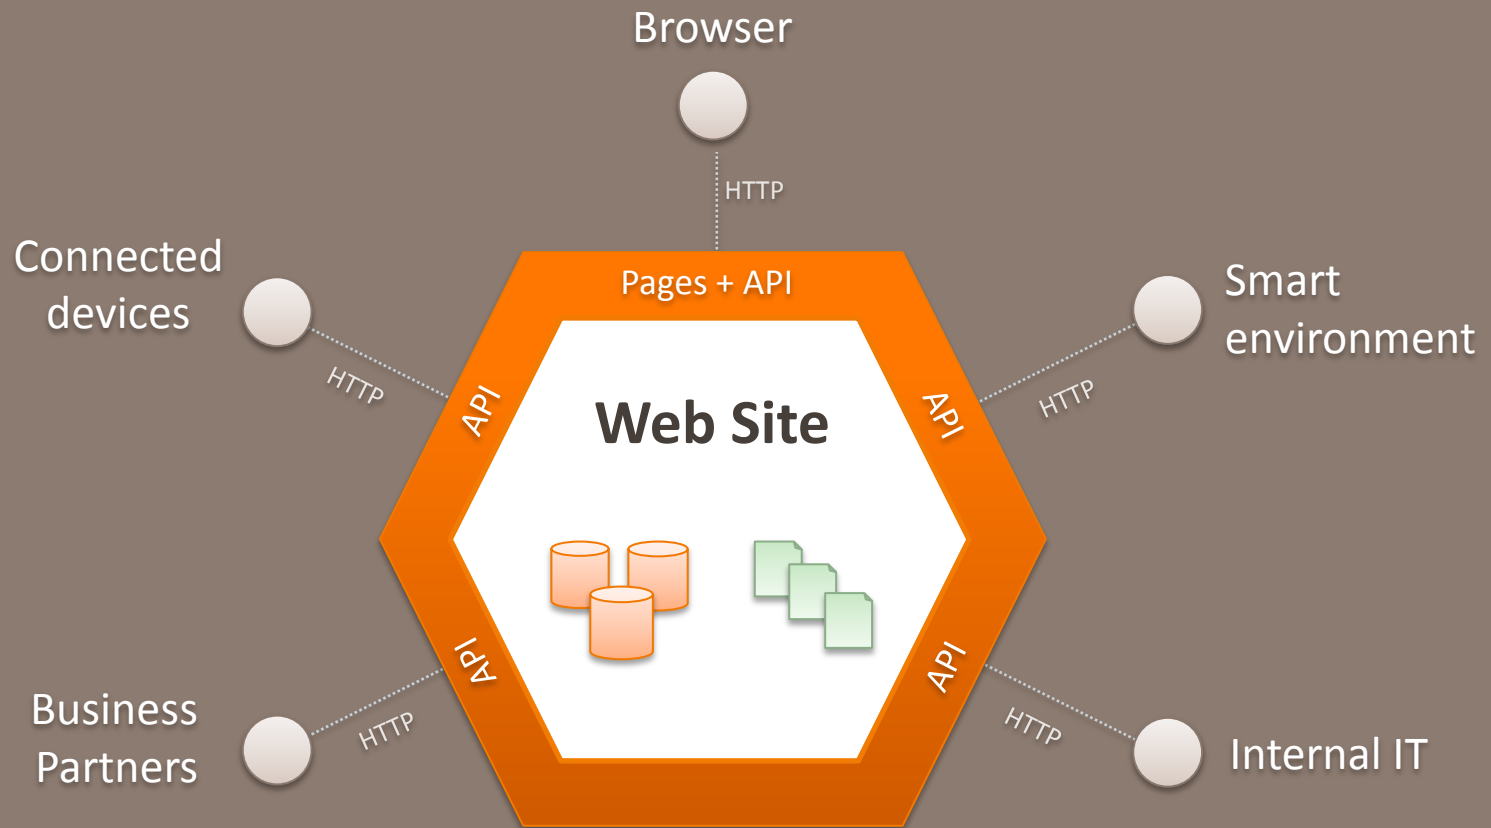 Browser
HTTP
Connected
devices
HTTP
Pages + API
Smart
environment
HTTP
API
API
Web Site
API
API
Business
Partners
HTTP
HTTP
Internal IT